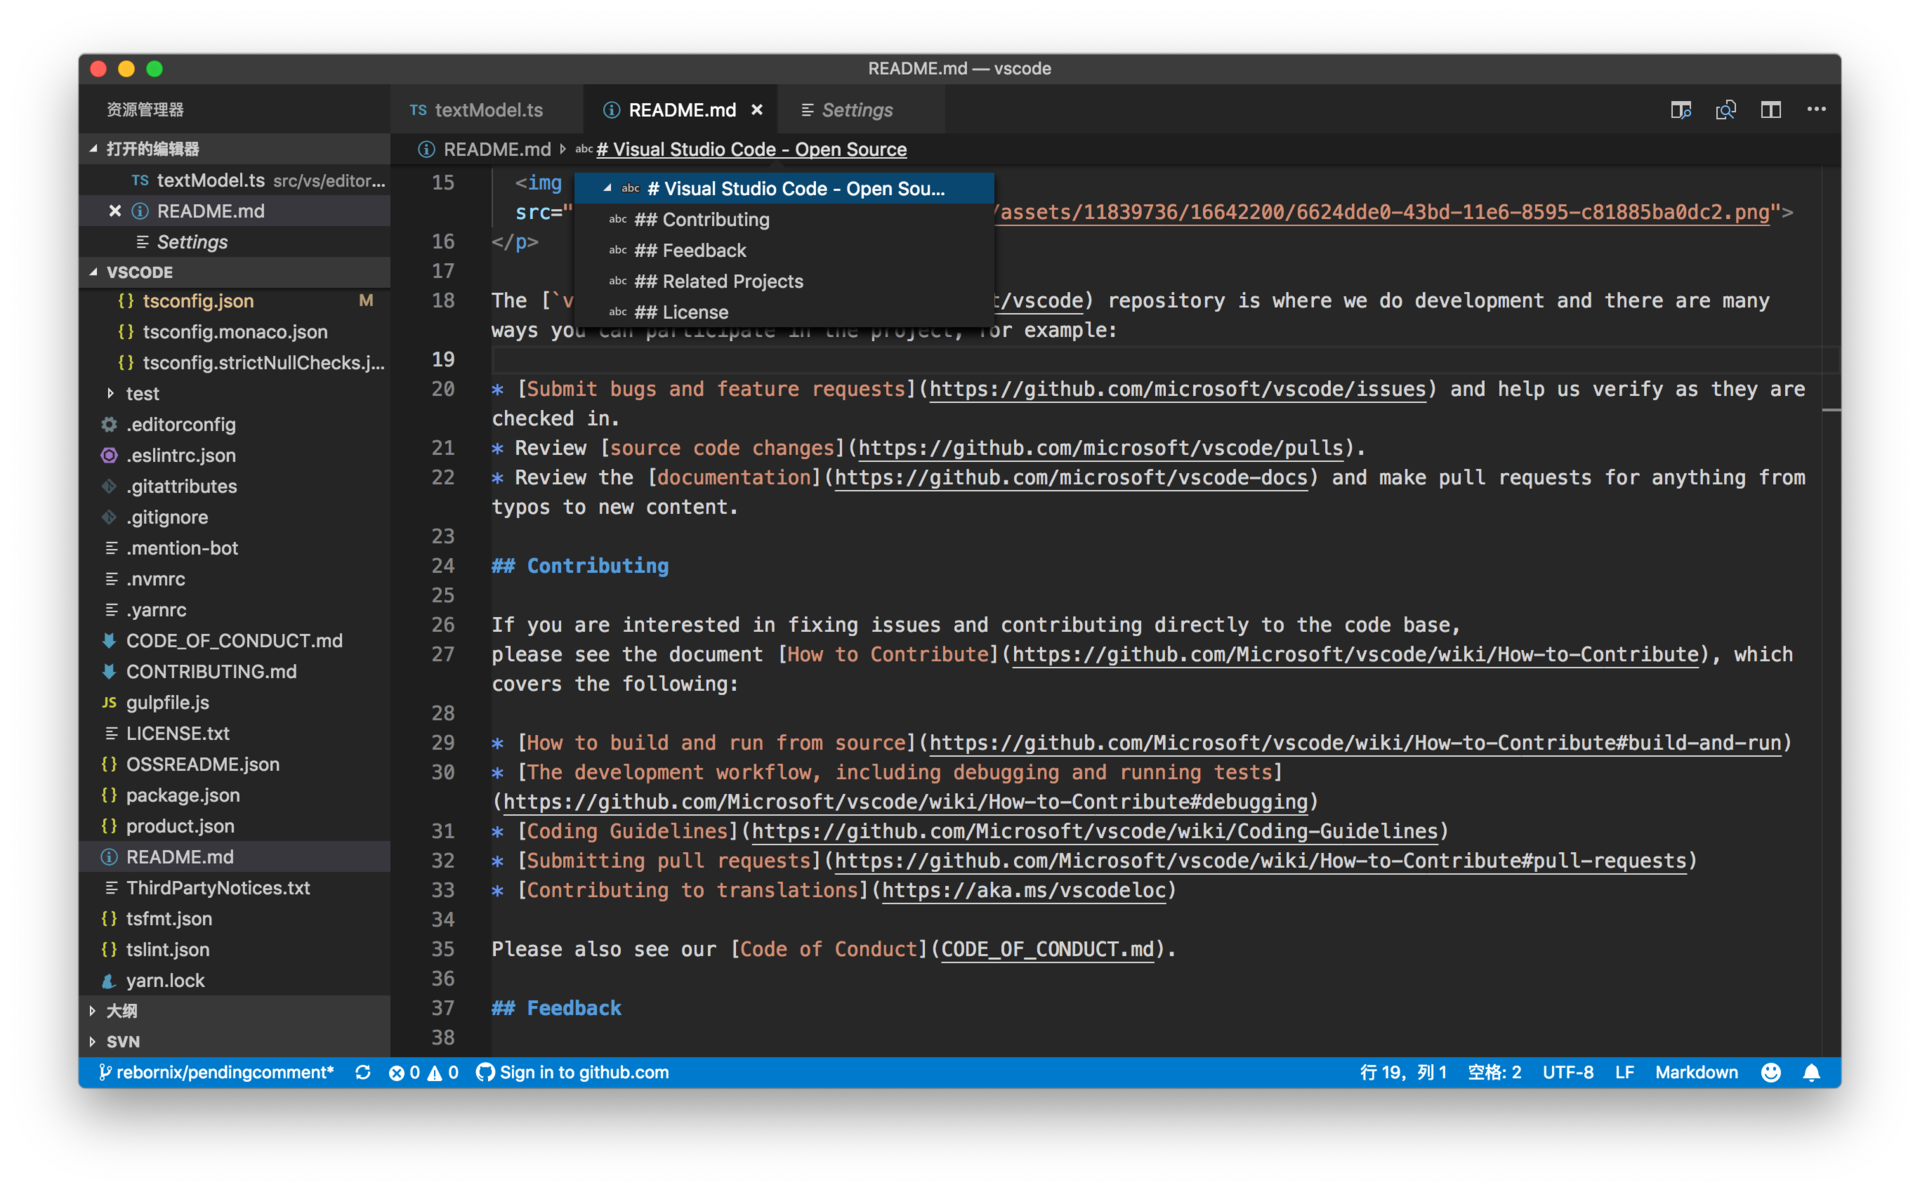 README.md — vscode
资源管理器
TS textModel.ts
README.md
Settings
打开的编辑器
TS textModel.ts src/vs/editor...
README.md
Settings
VSCODE
{} tsconfig.json M
{} tsconfig.monaco.json
{} tsconfig.strictNullChecks.j...
test
.editorconfig
.eslintrc.json
.gitattributes
.gitignore
.mention-bot
.nvmrc
.yarnrc
CODE_OF_CONDUCT.md
CONTRIBUTING.md
JS gulpfile.js
LICENSE.txt
{} OSSREADME.json
{} package.json
{} product.json
README.md
ThirdPartyNotices.txt
{} tsfmt.json
{} tslint.json
yarn.lock
大纲
SVN
README.md abc # Visual Studio Code - Open Source
abc # Visual Studio Code - Open Sou...
abc ## Contributing
abc ## Feedback
abc ## Related Projects
abc ## License
15 <img
src=" /assets/11839736/16642200/6624dde0-43bd-11e6-8595-c81885ba0dc2.png">
16 </p>
17
18 The [`v t/vscode) repository is where we do development and there are many
ways you can participate in the project, for example:
19
20 * [Submit bugs and feature requests](https://github.com/microsoft/vscode/issues) and help us verify as they are
checked in.
21 * Review [source code changes](https://github.com/microsoft/vscode/pulls).
22 * Review the [documentation](https://github.com/microsoft/vscode-docs) and make pull requests for anything from
typos to new content.
23
24 ## Contributing
25
26 If you are interested in fixing issues and contributing directly to the code base,
27 please see the document [How to Contribute](https://github.com/Microsoft/vscode/wiki/How-to-Contribute), which
covers the following:
28
29 * [How to build and run from source](https://github.com/Microsoft/vscode/wiki/How-to-Contribute#build-and-run)
30 * [The development workflow, including debugging and running tests]
(https://github.com/Microsoft/vscode/wiki/How-to-Contribute#debugging)
31 * [Coding Guidelines](https://github.com/Microsoft/vscode/wiki/Coding-Guidelines)
32 * [Submitting pull requests](https://github.com/Microsoft/vscode/wiki/How-to-Contribute#pull-requests)
33 * [Contributing to translations](https://aka.ms/vscodeloc)
34
35 Please also see our [Code of Conduct](CODE_OF_CONDUCT.md).
36
37 ## Feedback
38
rebornix/pendingcomment* 0 0 Sign in to github.com 行 19，列 1 空格: 2 UTF-8 LF Markdown